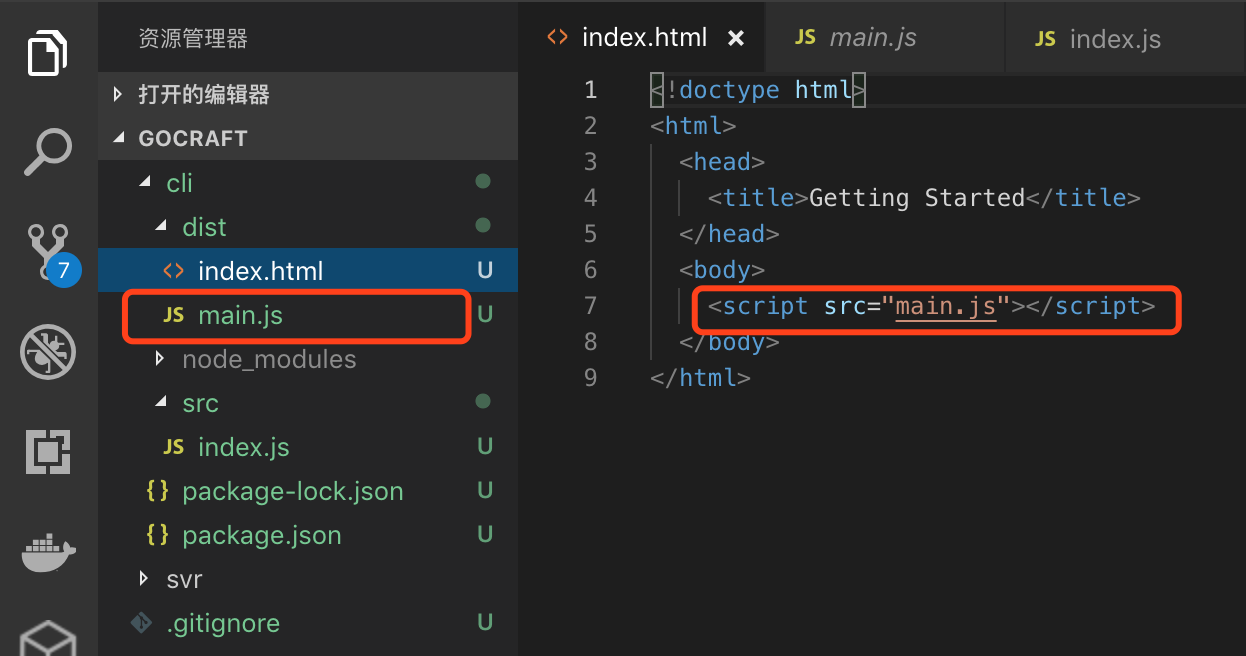 资源管理器
打开的编辑器
GOCRAFT
cli
dist
<> index.html U
JS main.js U
node_modules
src
JS index.js U
{} package-lock.json U
{} package.json U
svr
.gitignore U
7
<> index.html ×
JS main.js
JS index.js
1 <!doctype html>
2 <html>
3 <head>
4 <title>Getting Started</title>
5 </head>
6 <body>
7 <script src="main.js"></script>
8 </body>
9 </html>